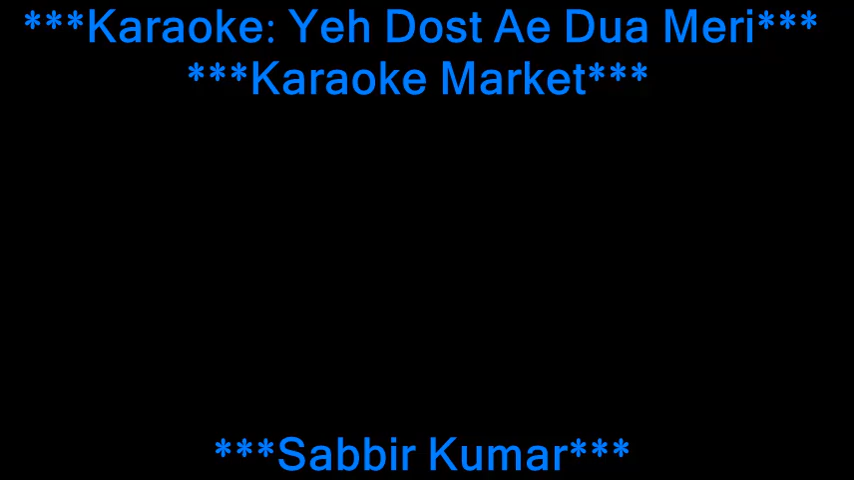 ***Karaoke: Yeh Dost Ae Dua Meri***
***Karaoke Market***
***Sabbir Kumar***